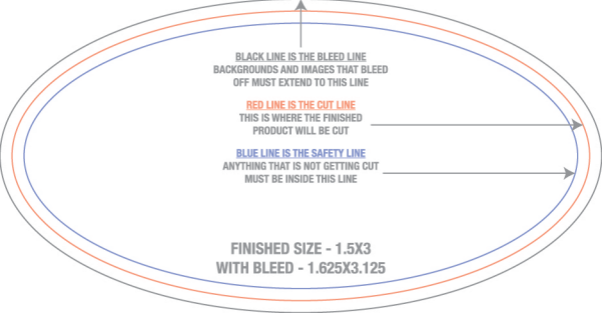 BLACK LINE IS THE BLEED LINE
BACKGROUNDS AND IMAGES THAT BLEED
OFF MUST EXTEND TO THIS LINE
RED LINE IS THE CUT LINE
THIS IS WHERE THE FINISHED
PRODUCT WILL BE CUT
BLUE LINE IS THE SAFETY LINE
ANYTHING THAT IS NOT GETTING CUT
MUST BE INSIDE THIS LINE
FINISHED SIZE - 1.5X3
WITH BLEED - 1.625X3.125